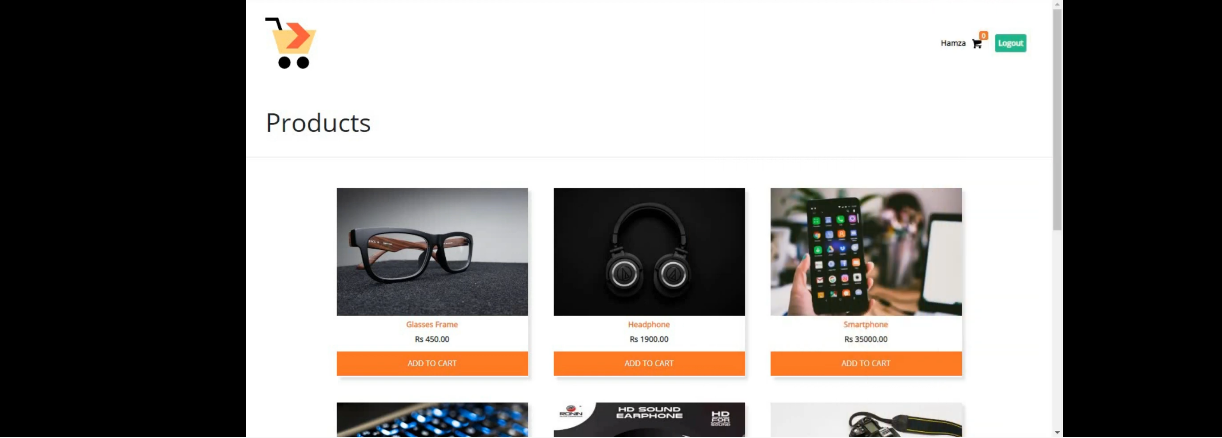 Hamza 0 Logout
Products
Glasses Frame Headphone Smartphone
Rs 450.00 Rs 1900.00 Rs 35000.00
ADD TO CART ADD TO CART ADD TO CART
RONIN HD SOUND HD
EARPHONE FOR